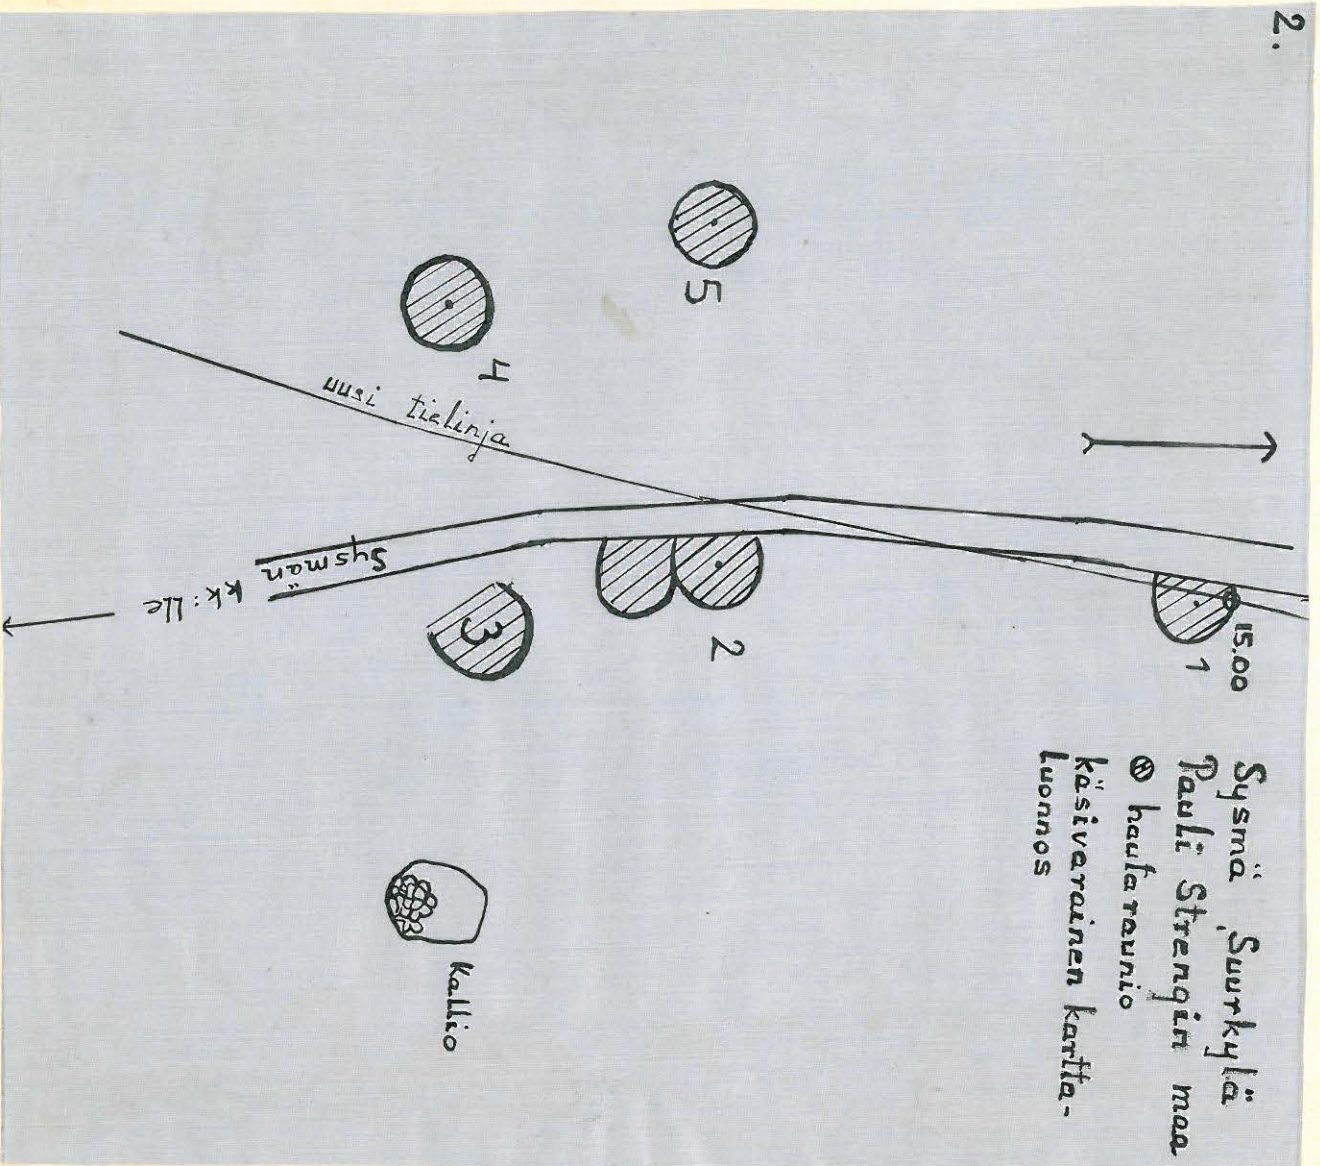 2.
Sysmä, Suurkylä
Pauli Strengin maa
hautaraunio
käsivarainen kartta-
luonnos
15.00
1
2
3
4
5
uusi tielinja
Sysmän kk:lle
Kallio